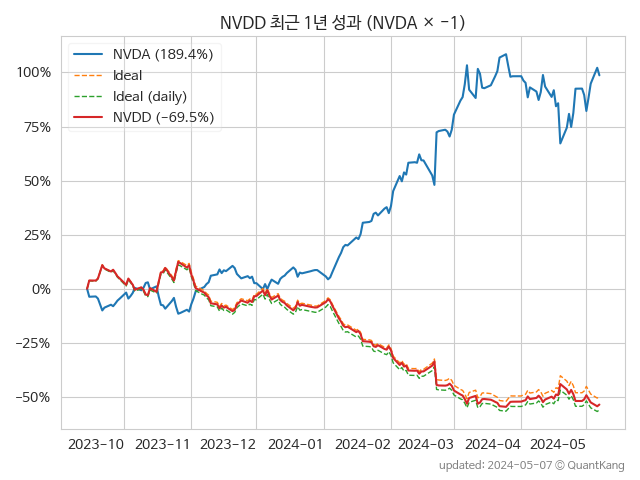 NVDD 최근 1년 성과 (NVDA × −1)
NVDA (189.4%)
Ideal
Ideal (daily)
NVDD (−69.5%)
100%
75%
50%
25%
0%
−25%
−50%
2023−10 2023−11 2023−12 2024−01 2024−02 2024−03 2024−04 2024−05
updated: 2024−05−07 © QuantKang